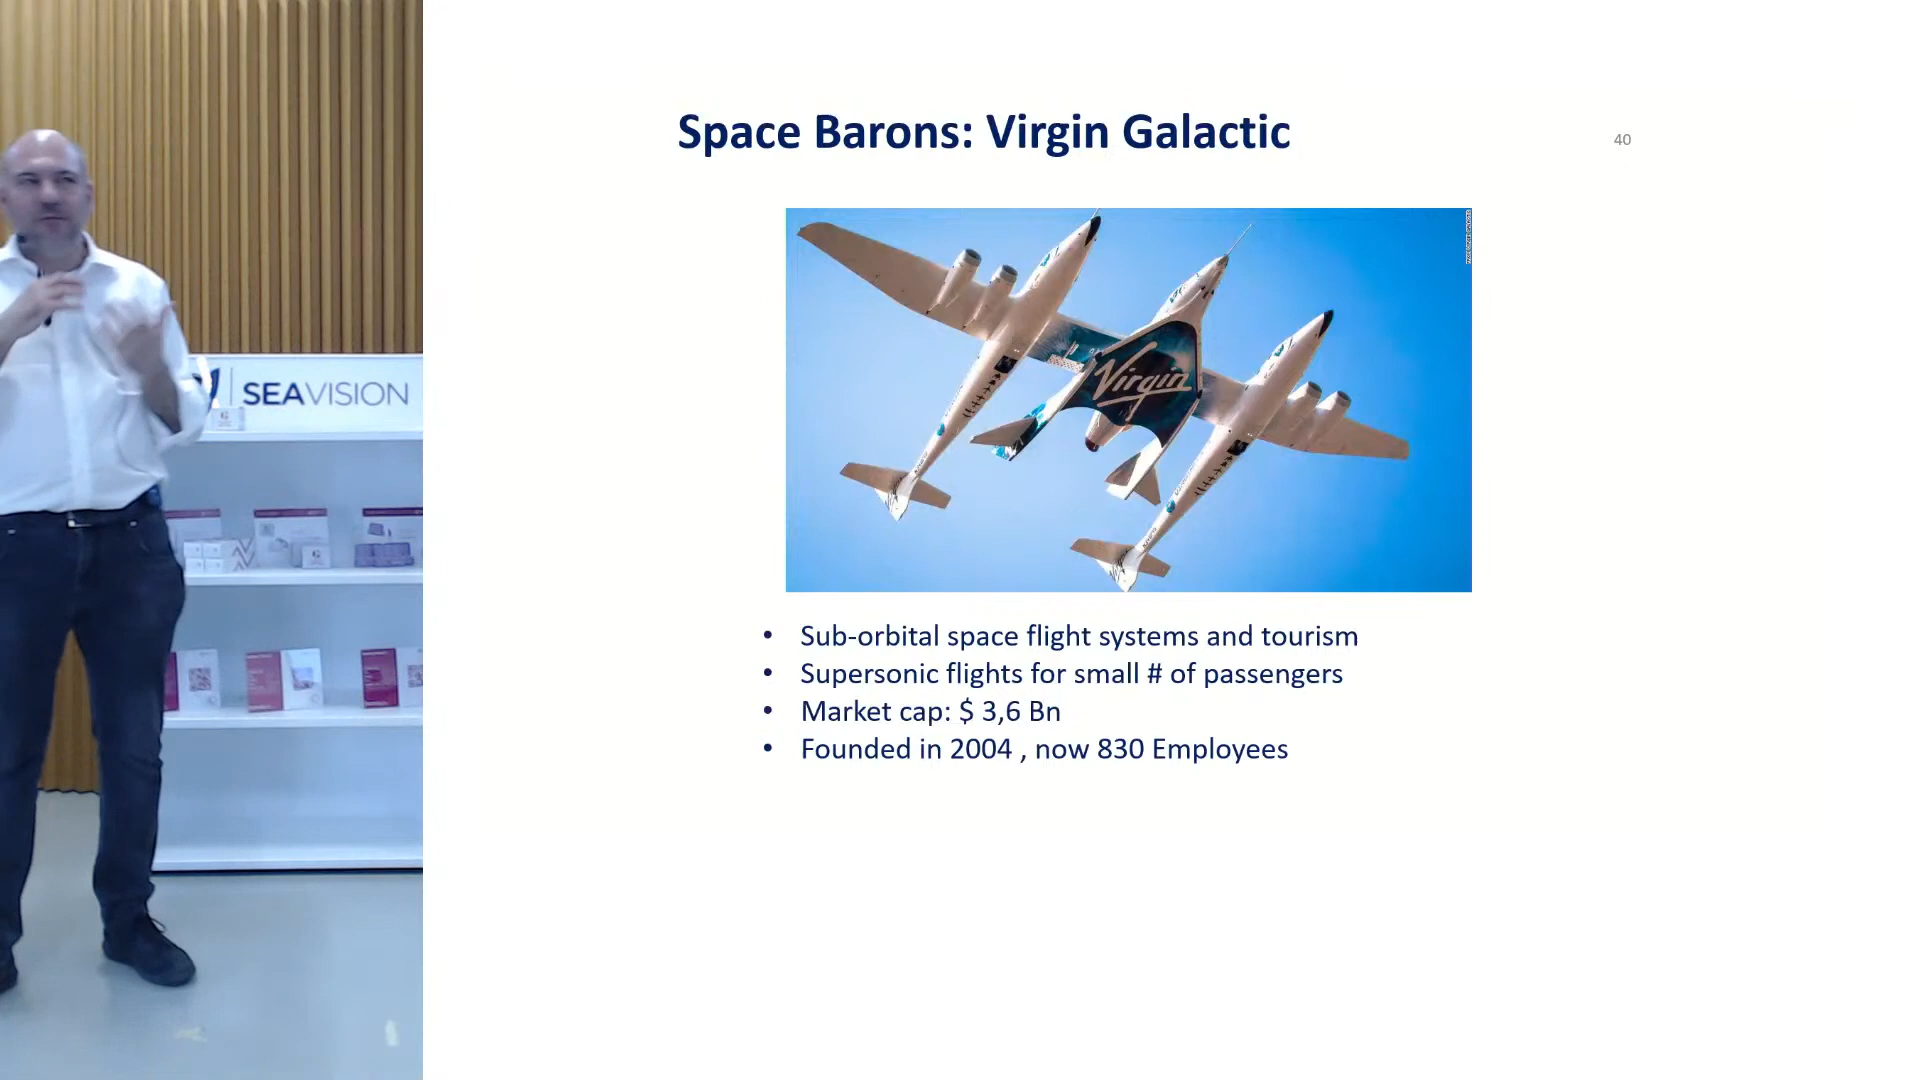 Space Barons: Virgin Galactic
40
Virgin
SEAVISION
• Sub-orbital space flight systems and tourism
• Supersonic flights for small # of passengers
• Market cap: $ 3,6 Bn
• Founded in 2004 , now 830 Employees